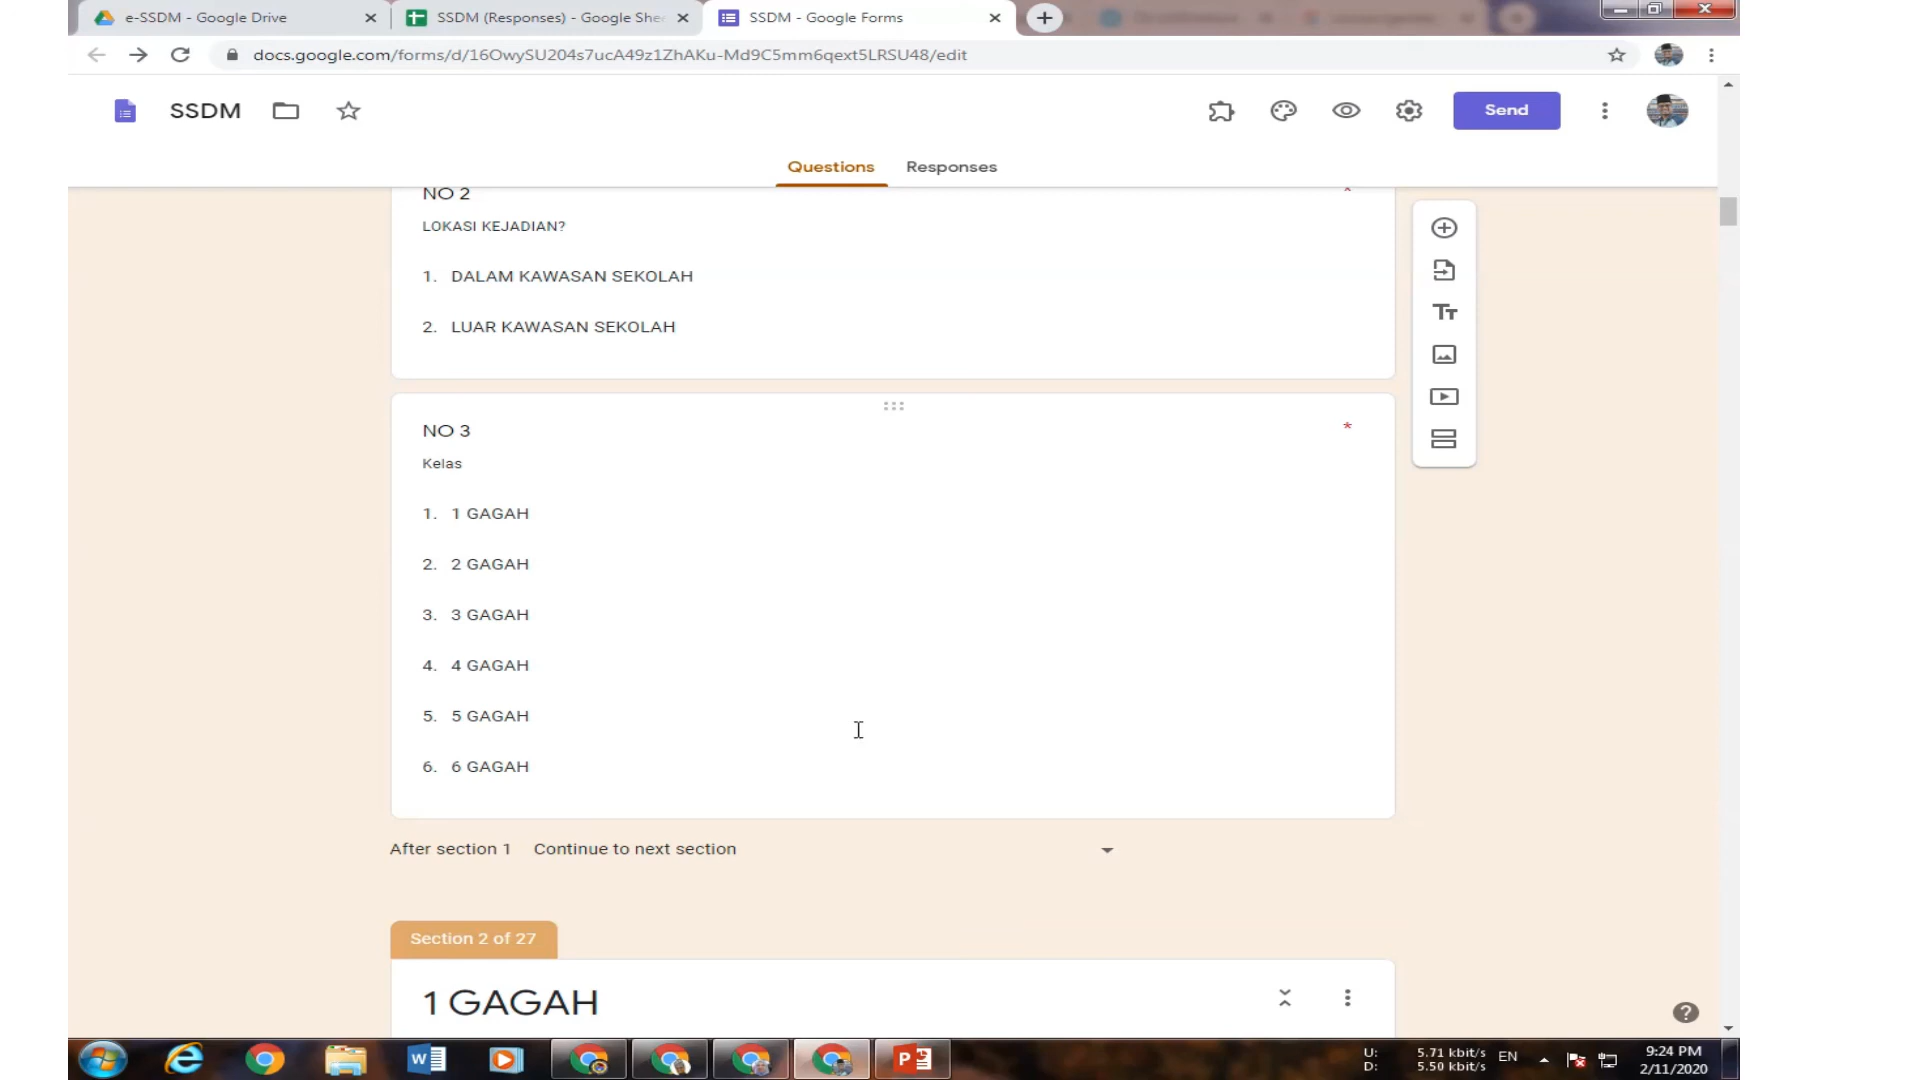 e-SSDM - Google Drive
SSDM (Responses) - Google She
SSDM - Google Forms
docs.google.com/forms/d/16OwySU204s7ucA49z1ZhAKu-Md9C5mm6qext5LRSU48/edit
SSDM
Send
Questions Responses
NO 2 *
LOKASI KEJADIAN?
1. DALAM KAWASAN SEKOLAH
2. LUAR KAWASAN SEKOLAH
NO 3 *
Kelas
1. 1 GAGAH
2. 2 GAGAH
3. 3 GAGAH
4. 4 GAGAH
5. 5 GAGAH
6. 6 GAGAH
After section 1 Continue to next section
Section 2 of 27
1 GAGAH
U: 5.71 kbit/s
D: 5.50 kbit/s
EN
9:24 PM
2/11/2020